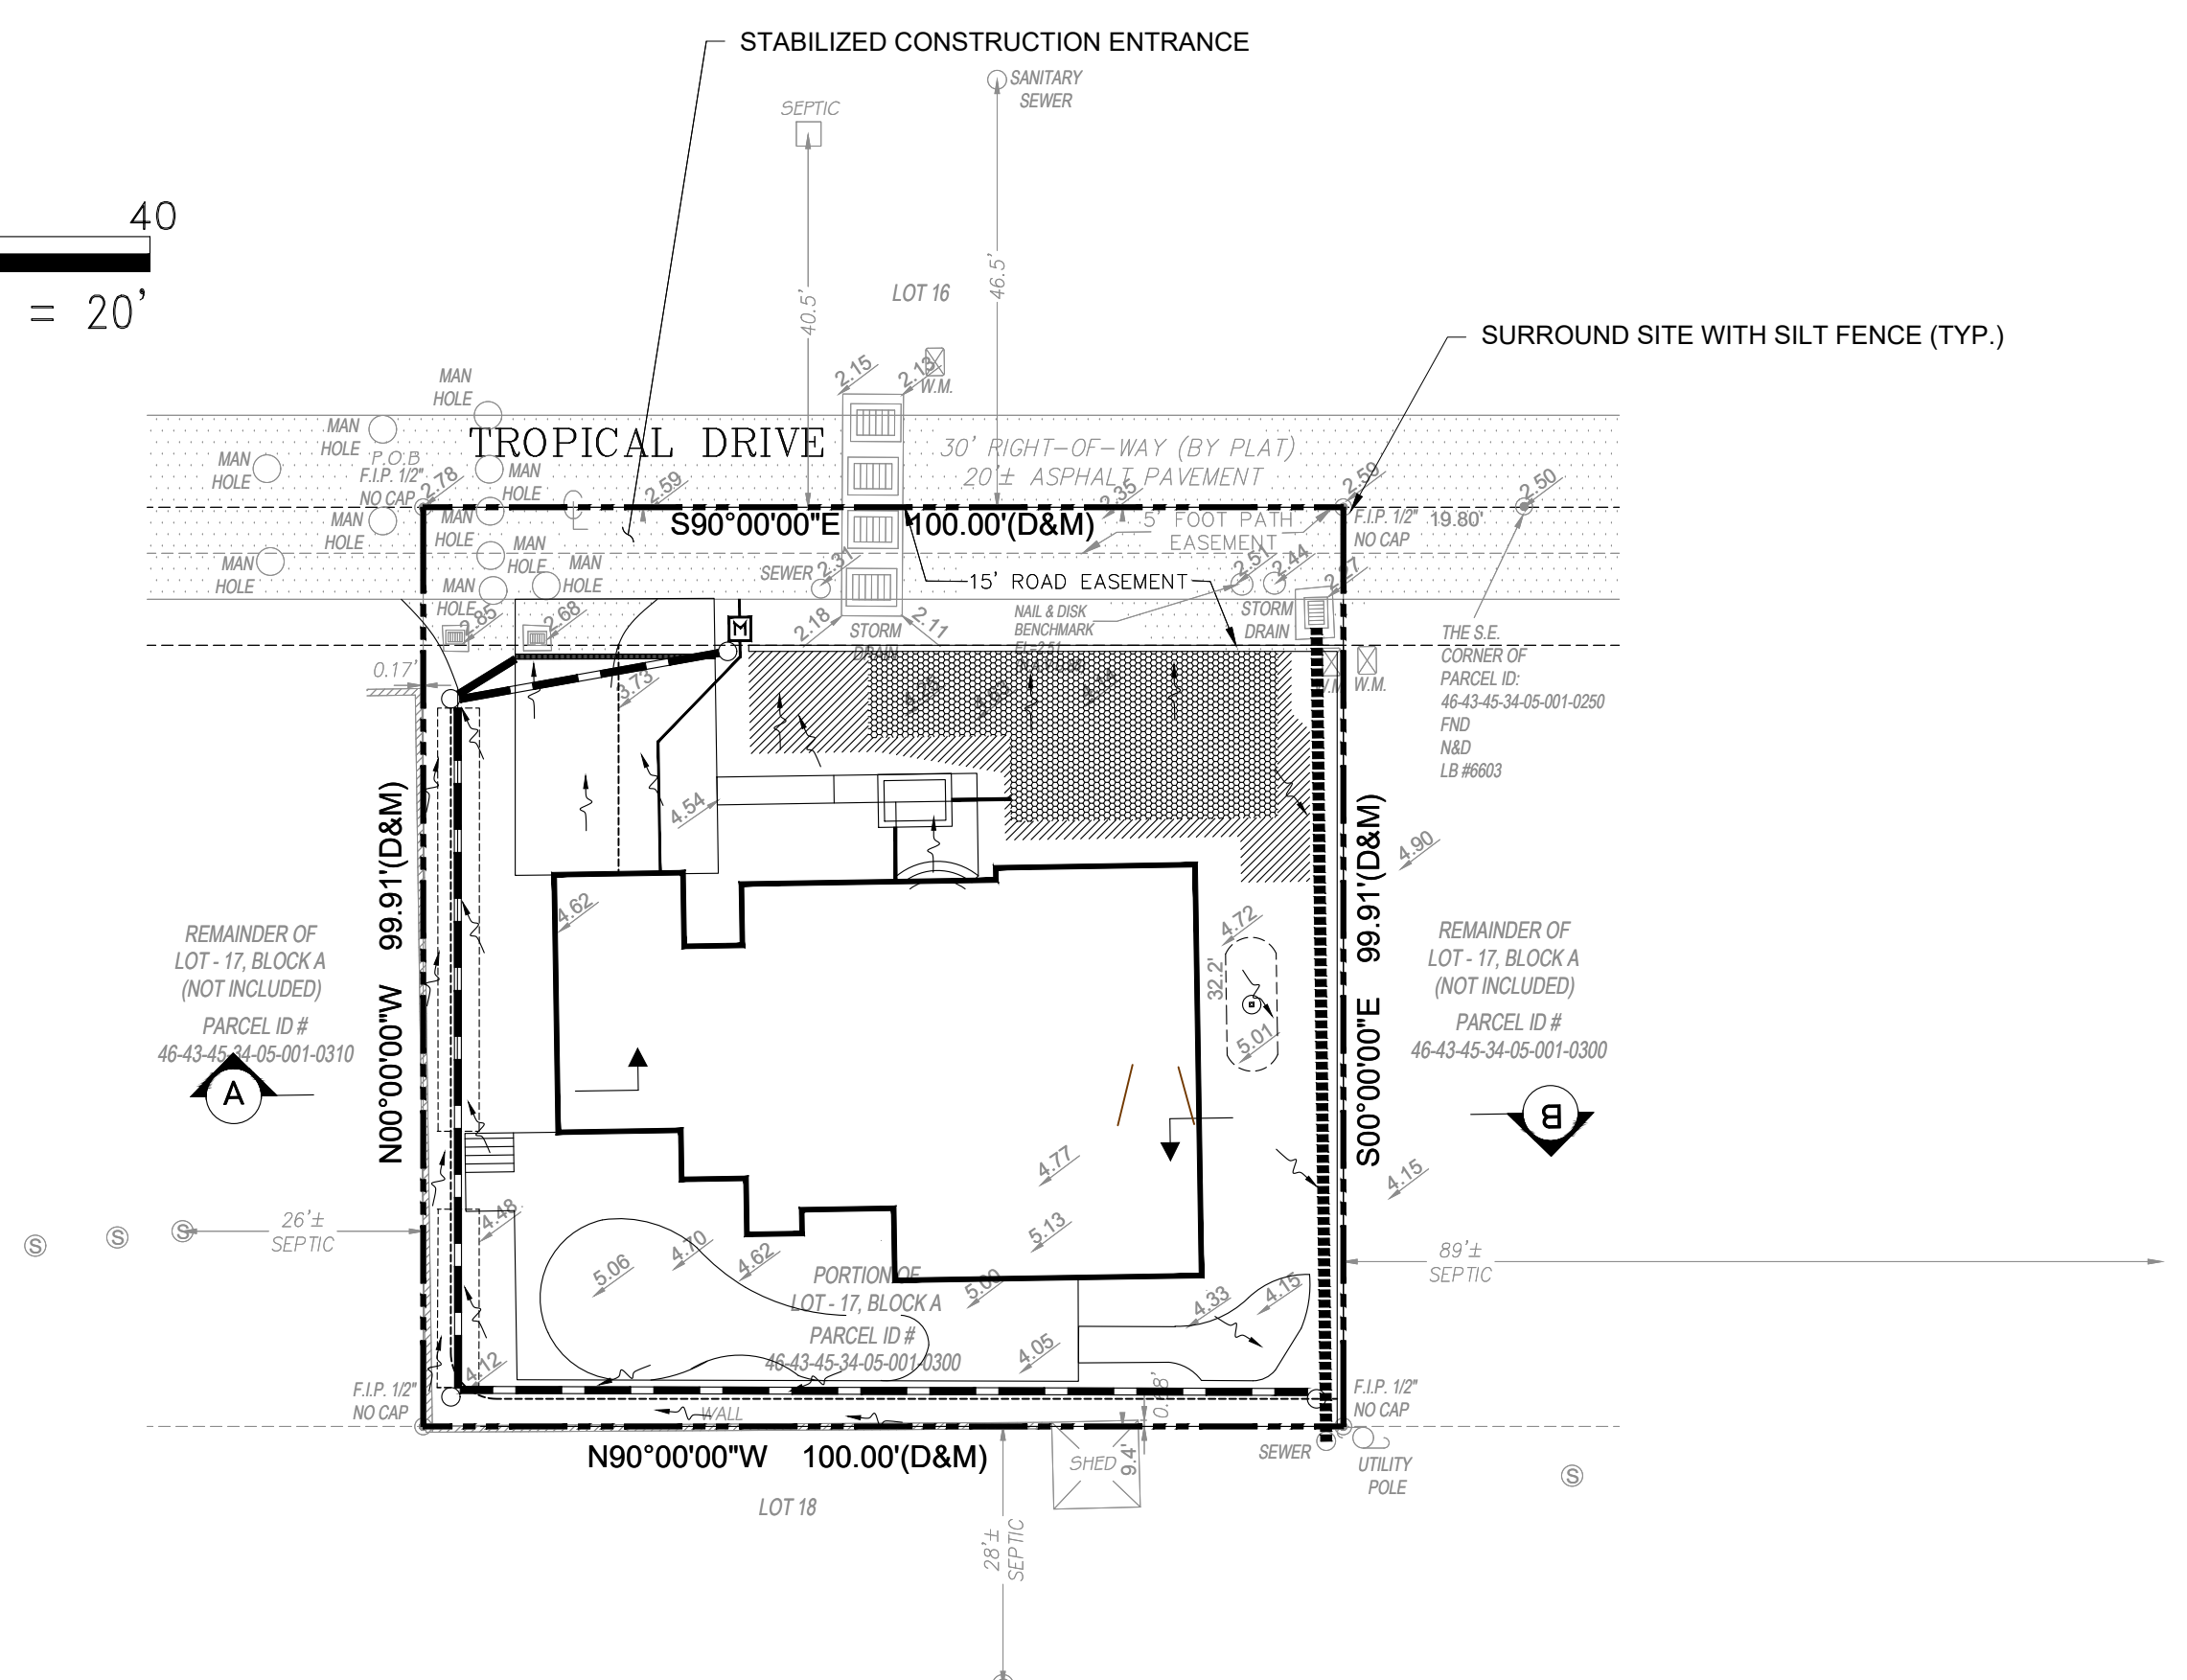 STABILIZED CONSTRUCTION ENTRANCE
SANITARY
SEWER
SEPTIC
40
= 20'
40.5'
46.5'
LOT 16
SURROUND SITE WITH SILT FENCE (TYP.)
2.15
2.13
W.M.
MAN
HOLE
MAN
HOLE
MAN
HOLE
TROPICAL DRIVE
30' RIGHT-OF-WAY (BY PLAT)
20'± ASPHALT PAVEMENT
P.O.B
F.I.P. 1/2"
NO CAP
2.78
MAN
HOLE
2.59
2.35
2.59
2.50
MAN
HOLE
MAN
HOLE
S90°00'00"E 100.00'(D&M)
5' FOOT PATH
EASEMENT
F.I.P. 1/2"
NO CAP
19.80'
MAN
HOLE
MAN
HOLE
MAN
HOLE
MAN
HOLE
SEWER
2.31
15' ROAD EASEMENT
2.51
2.44
2.85
2.68
M
2.18
2.11
STORM
DRAIN
NAIL & DISK
BENCHMARK
EL=2.51
STORM
DRAIN
THE S.E.
CORNER OF
PARCEL ID:
46-43-45-34-05-001-0250
FND
N&D
LB #6603
0.17'
3.73
W.M.
4.54
N00°00'00"W 99.91'(D&M)
S00°00'00"E 99.91'(D&M)
4.90
4.62
4.72
32.2'
5.01
REMAINDER OF
LOT - 17, BLOCK A
(NOT INCLUDED)
PARCEL ID #
46-43-45-34-05-001-0310
REMAINDER OF
LOT - 17, BLOCK A
(NOT INCLUDED)
PARCEL ID #
46-43-45-34-05-001-0300
A
B
4.77
4.15
4.48
5.13
S
S
S
26'±
SEPTIC
4.70
4.62
5.06
5.00
89'±
SEPTIC
PORTION OF
LOT - 17, BLOCK A
PARCEL ID #
46-43-45-34-05-001-0300
4.33
4.15
4.05
4.12
F.I.P. 1/2"
NO CAP
F.I.P. 1/2"
NO CAP
WALL
N90°00'00"W 100.00'(D&M)
SHED
9.4'
SEWER
UTILITY
POLE
S
LOT 18
28'±
SEPTIC